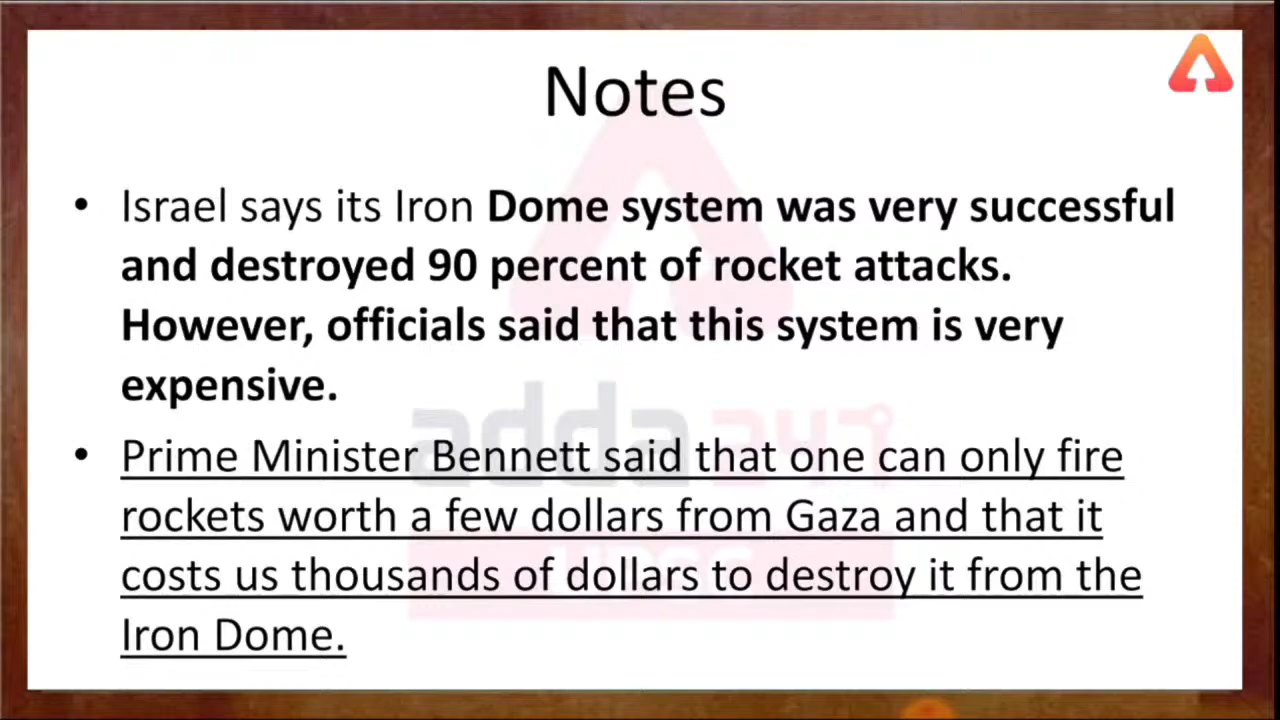 Notes
• Israel says its Iron Dome system was very successful
and destroyed 90 percent of rocket attacks.
However, officials said that this system is very
expensive.
• Prime Minister Bennett said that one can only fire
rockets worth a few dollars from Gaza and that it
costs us thousands of dollars to destroy it from the
Iron Dome.
adda247